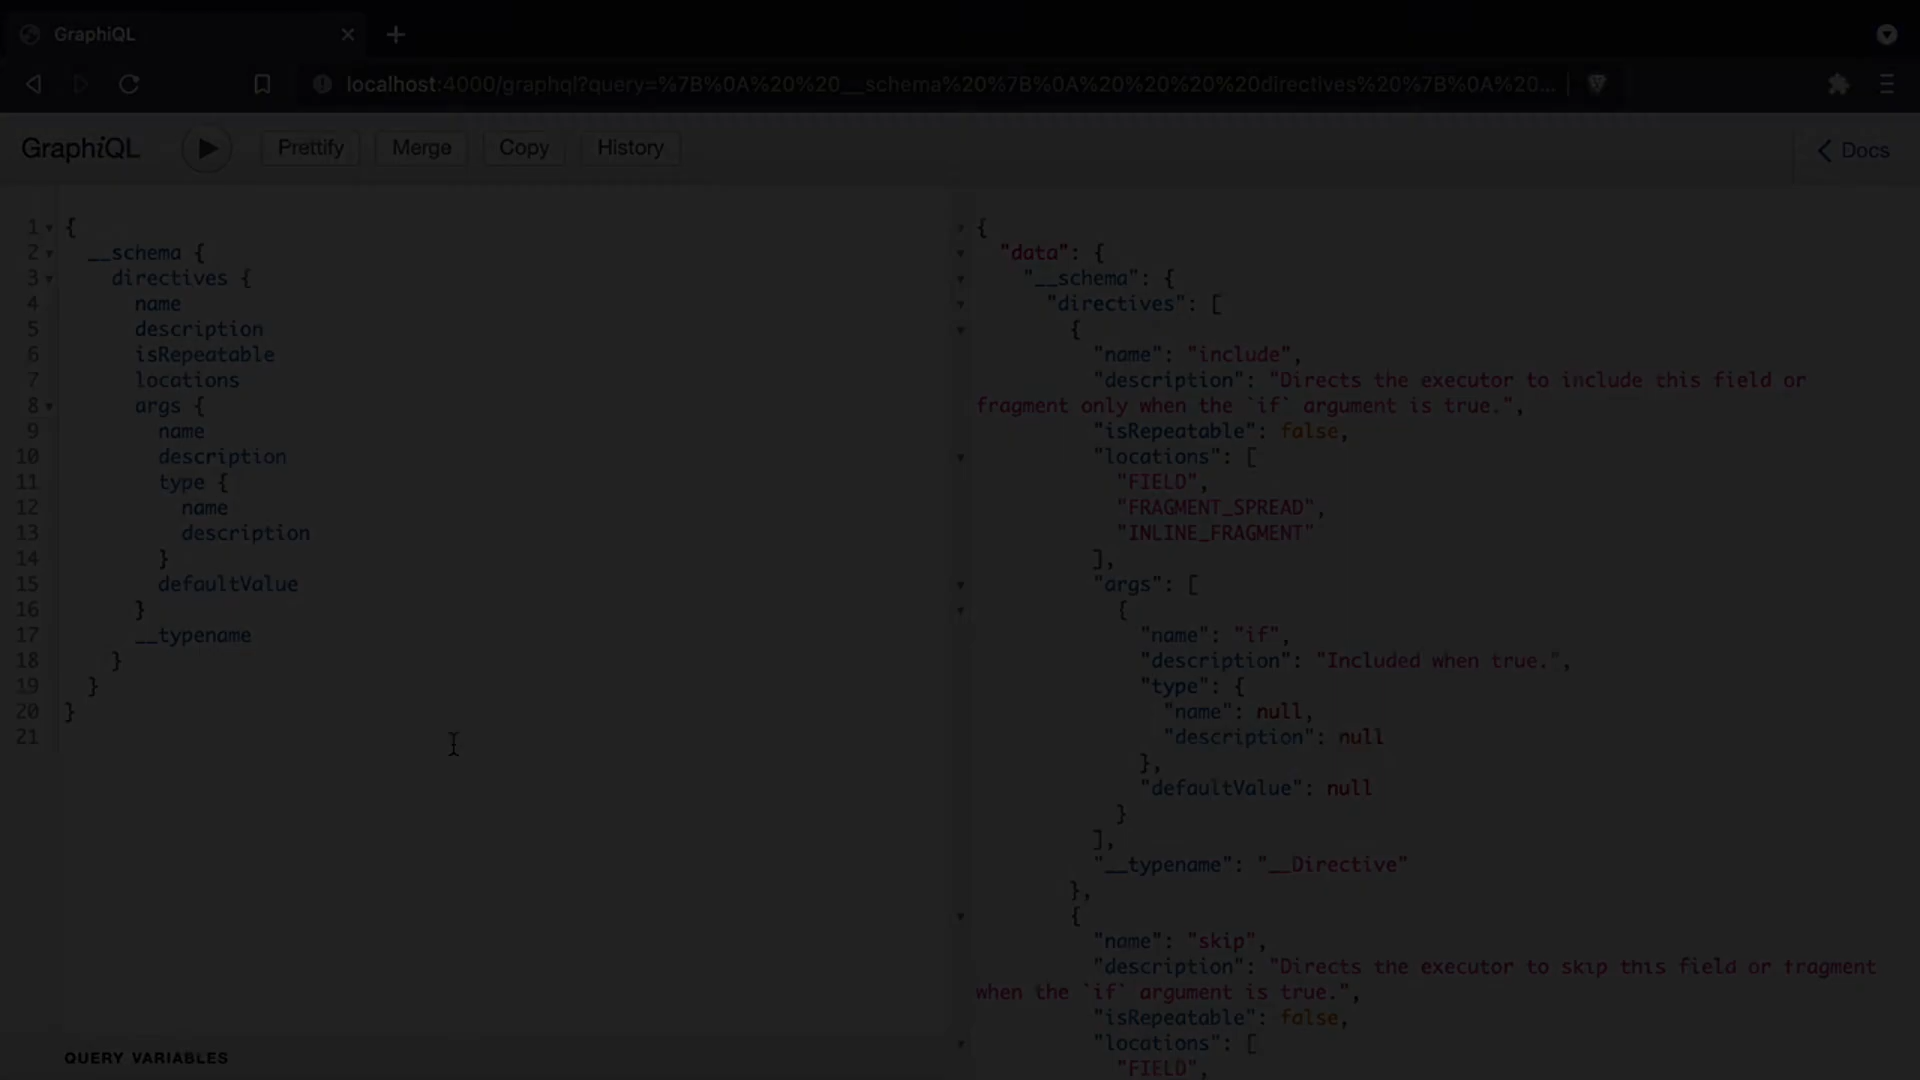 GraphiQL
localhost:4000/graphql?query=%7B%0A%20%20__schema%20%7B%0A%20%20%20%20directives%20%7B%0A%20...
GraphiQL Prettify Merge Copy History Docs
1 {
2 __schema {
3 directives {
4 name
5 description
6 isRepeatable
7 locations
8 args {
9 name
10 description
11 type {
12 name
13 description
14 }
15 defaultValue
16 }
17 __typename
18 }
19 }
20 }
21
QUERY VARIABLES
{
"data": {
"__schema": {
"directives": [
{
"name": "include",
"description": "Directs the executor to include this field or
fragment only when the `if` argument is true.",
"isRepeatable": false,
"locations": [
"FIELD",
"FRAGMENT_SPREAD",
"INLINE_FRAGMENT"
],
"args": [
{
"name": "if",
"description": "Included when true.",
"type": {
"name": null,
"description": null
},
"defaultValue": null
}
],
"__typename": "__Directive"
},
{
"name": "skip",
"description": "Directs the executor to skip this field or fragment
when the `if` argument is true.",
"isRepeatable": false,
"locations": [
"FIELD",